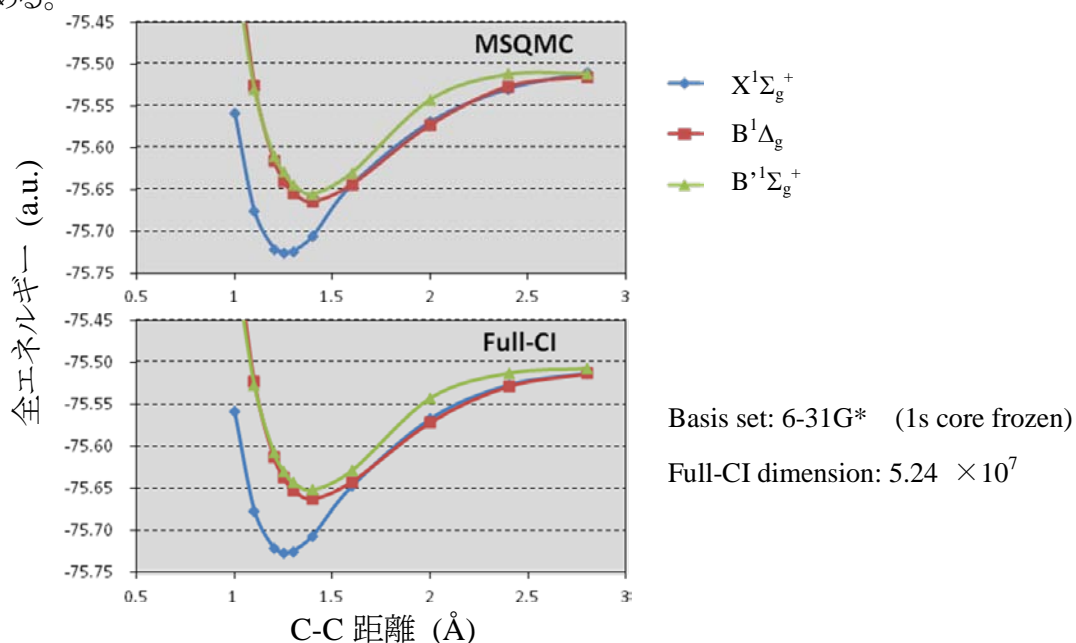 ある。
-75.45
MSQMC
-75.50
-75.55
-75.60
-75.65
-75.70
-75.75
0.5 1 1.5 2 2.5 3
X¹Σg⁺
B¹Δg
B’¹Σg⁺
全エネルギー (a.u.)
-75.45
Full-CI
-75.50
-75.55
-75.60
-75.65
-75.70
-75.75
0.5 1 1.5 2 2.5 3
C-C 距離 (Å)
Basis set: 6-31G* (1s core frozen)
Full-CI dimension: 5.24 ×10⁷